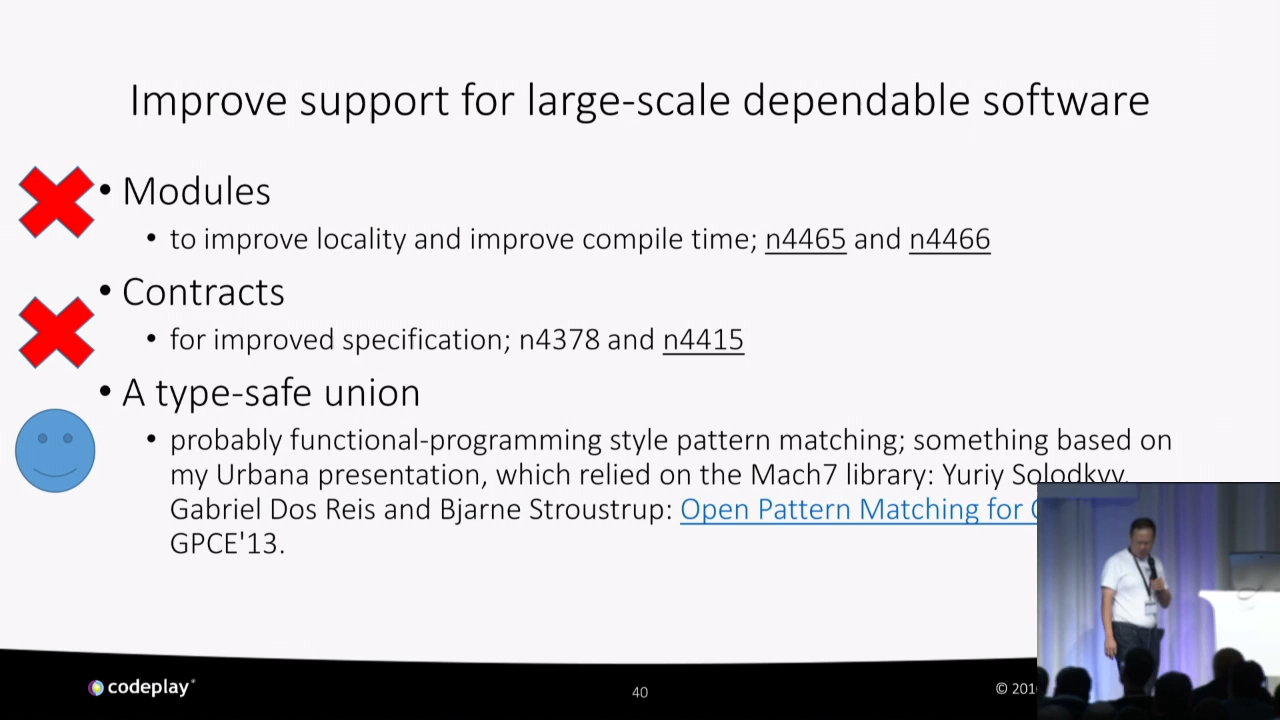 Improve support for large-scale dependable software
• Modules
• to improve locality and improve compile time; n4465 and n4466
• Contracts
• for improved specification; n4378 and n4415
• A type-safe union
• probably functional-programming style pattern matching; something based on
my Urbana presentation, which relied on the Mach7 library: Yuriy Solodkyy,
Gabriel Dos Reis and Bjarne Stroustrup: Open Pattern Matching for
GPCE'13.
codeplay®
40
©